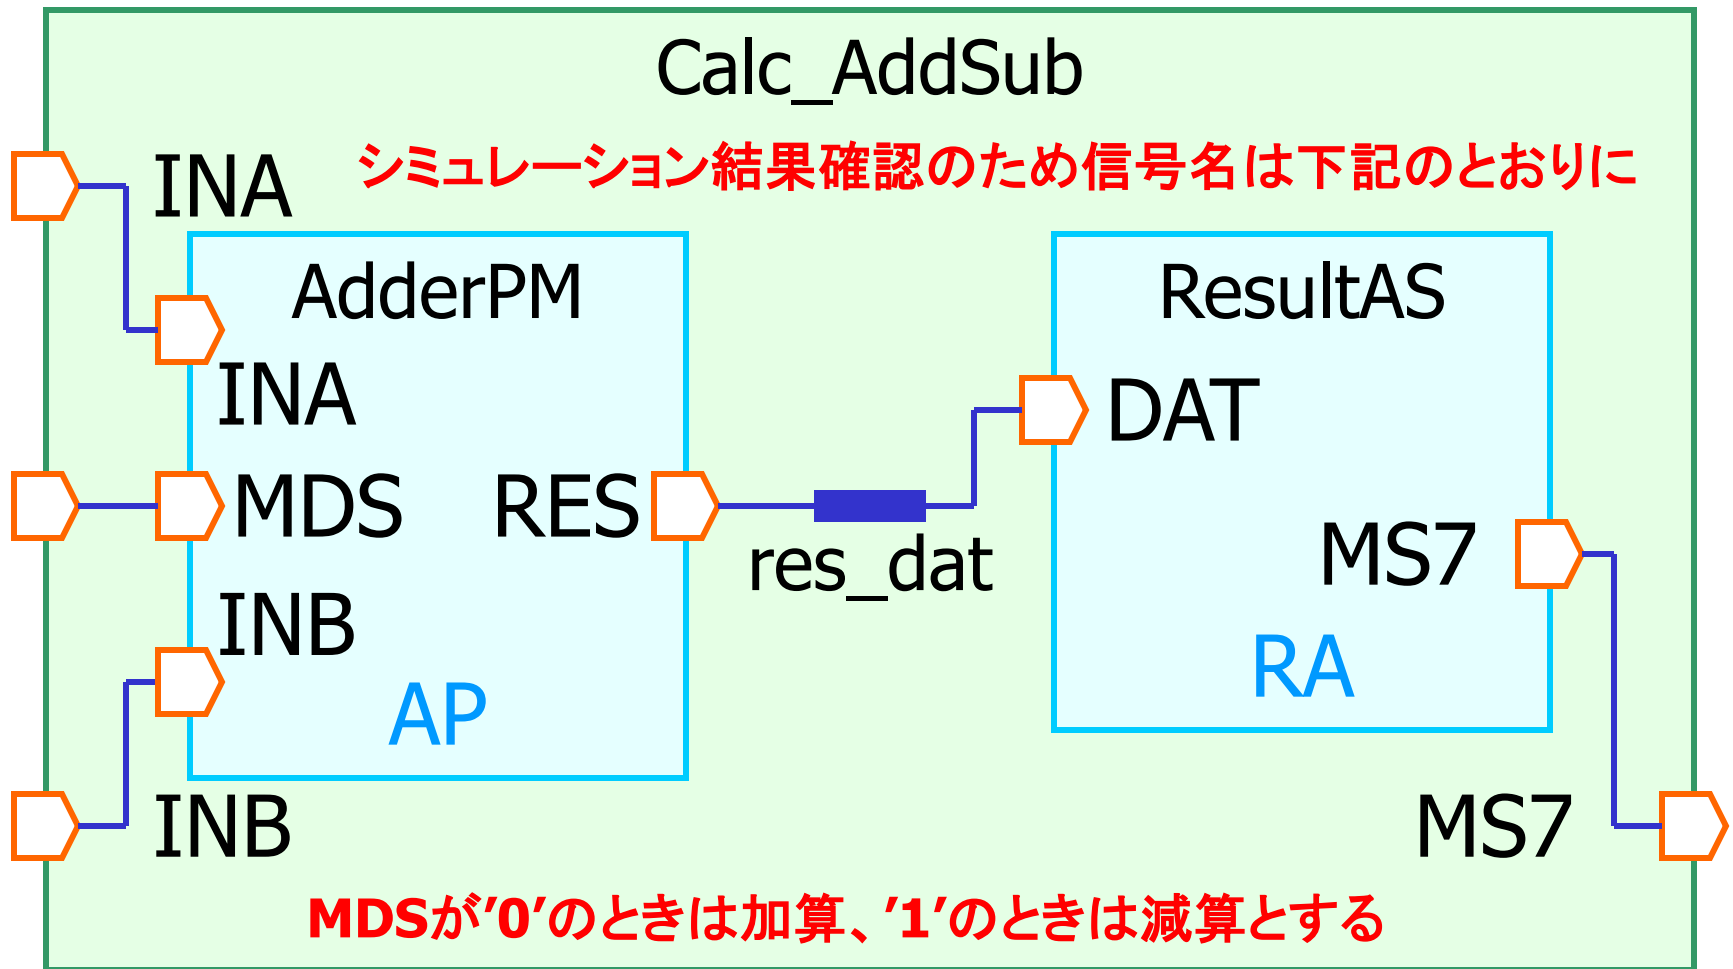 Calc_AddSub
シミュレーション結果確認のため信号名は下記のとおりに
INA
AdderPM
ResultAS
INA
DAT
MDS
RES
MS7
res_dat
INB
RA
AP
INB
MS7
MDSが'0'のときは加算、'1'のときは減算とする